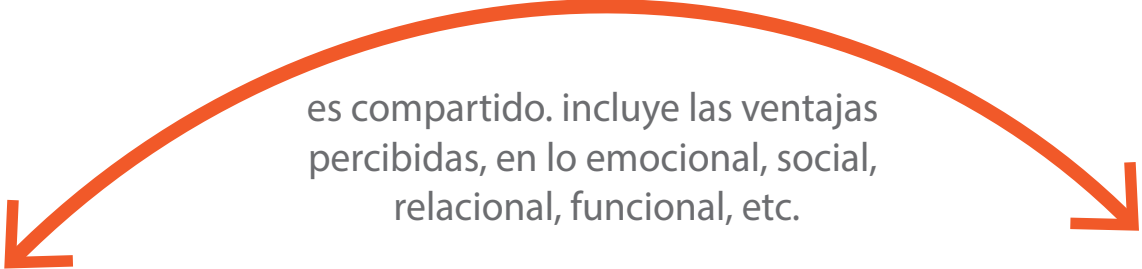 es compartido. incluye las ventajas
percibidas, en lo emocional, social,
relacional, funcional, etc.